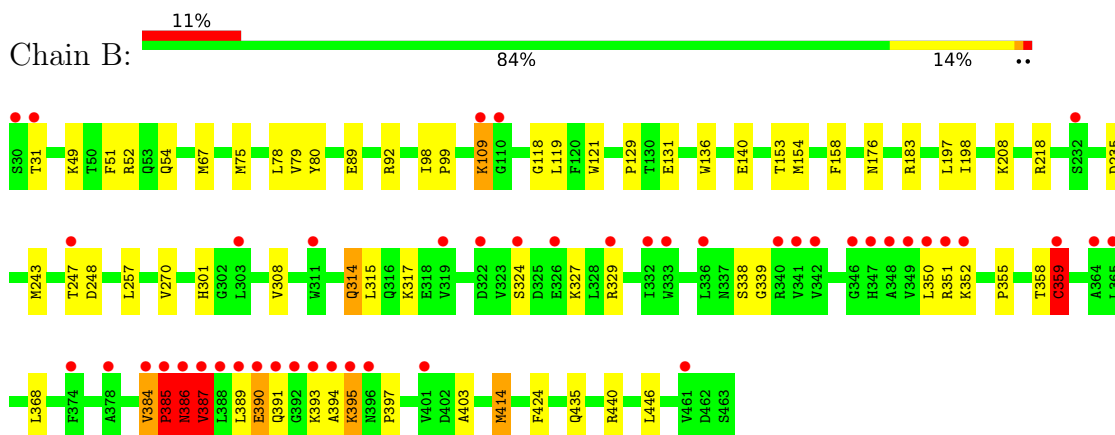 11%
Chain B:
84% 14% ••
S30 T31 K49 T50 F51 R52 Q53 Q54 M67 M75 L78 V79 Y80 E89 R92 I98 P99 K109 G110 G118 L119 F120 W121 P129 T130 E131 W136 E140 T153 M154 F158 N176 R183 L197 I198 K208 R218 S232 D235
M243 T247 D248 L257 V270 H301 G302 L303 V308 W311 Q314 L315 Q316 K317 E318 V319 D322 V323 S324 D325 E326 K327 L328 R329 I332 W333 L336 N337 S338 G339 R340 V341 V342 G346 H347 A348 V349 L350 R351 K352 P355 T358 C359 A364 L365
L368 F374 A378 V384 P385 N386 V387 L388 L389 E390 Q391 G392 K393 A394 K395 N396 P397 V401 D402 A403 M414 F424 Q435 R440 L446 V461 D462 S463